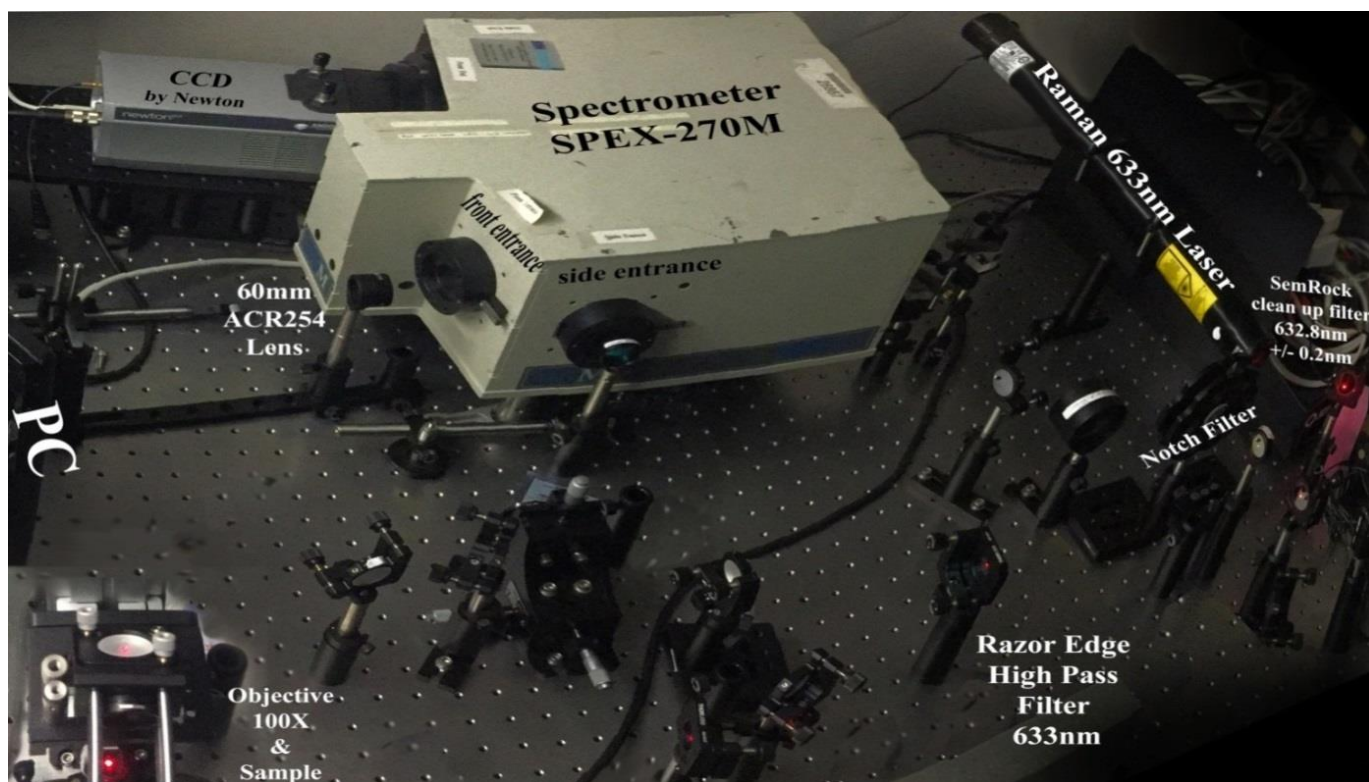 CCD
by Newton
newton
Spectrometer
SPEX-270M
front entrance
side entrance
60mm
ACR254
Lens
PC
Raman 633nm Laser
SemRock
clean up filter
632.8nm
+/- 0.2nm
Notch Filter
Razor Edge
High Pass
Filter
633nm
Objective
100X
&
Sample